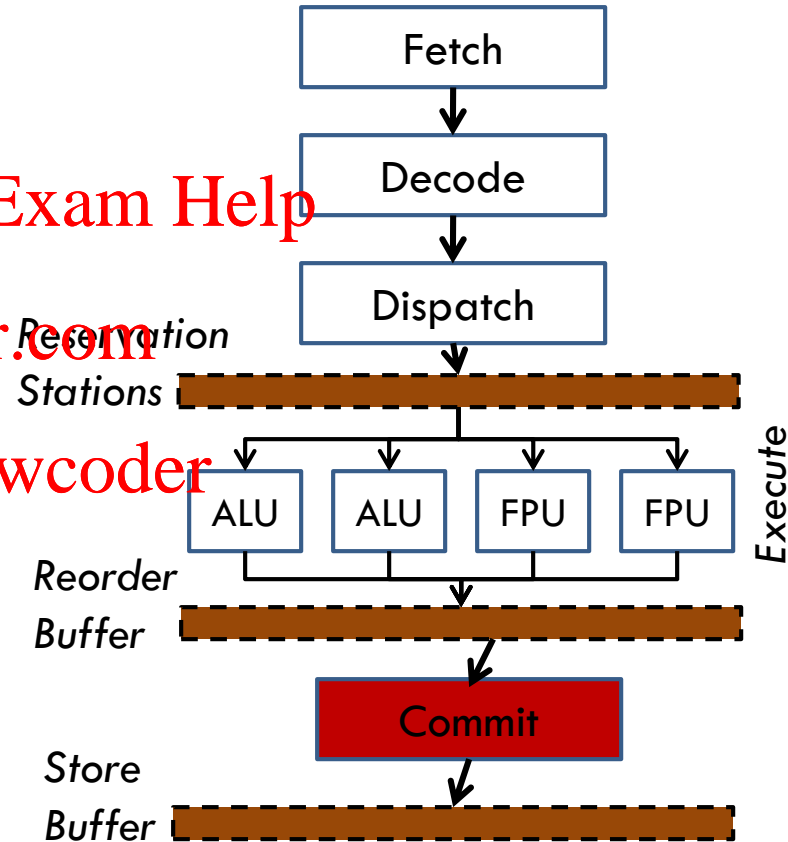 Fetch
Decode
Exam Help
Dispatch
r.com
Reservation
Stations
wcoder
ALU ALU FPU FPU
Execute
Reorder
Buffer
Commit
Store
Buffer